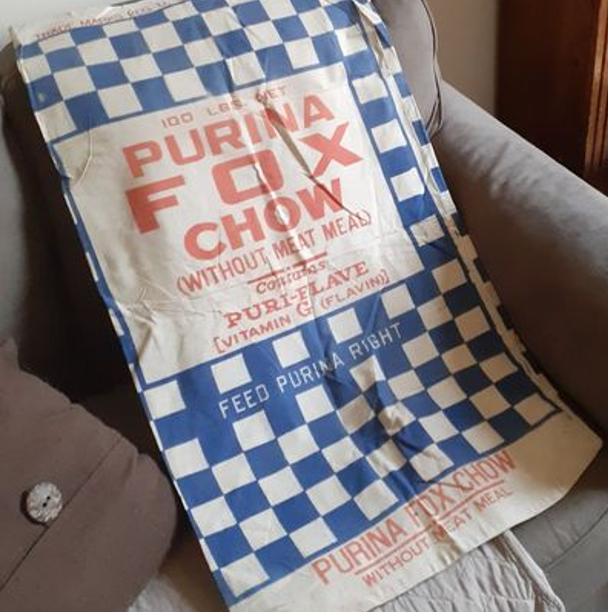 100 LBS. NET
PURINA
FOX
CHOW
(WITHOUT MEAT MEAL)
Contains
PURI-FLAVE
[VITAMIN G (FLAVIN)]
FEED PURINA RIGHT
PURINA FOX CHOW
WITHOUT MEAT MEAL